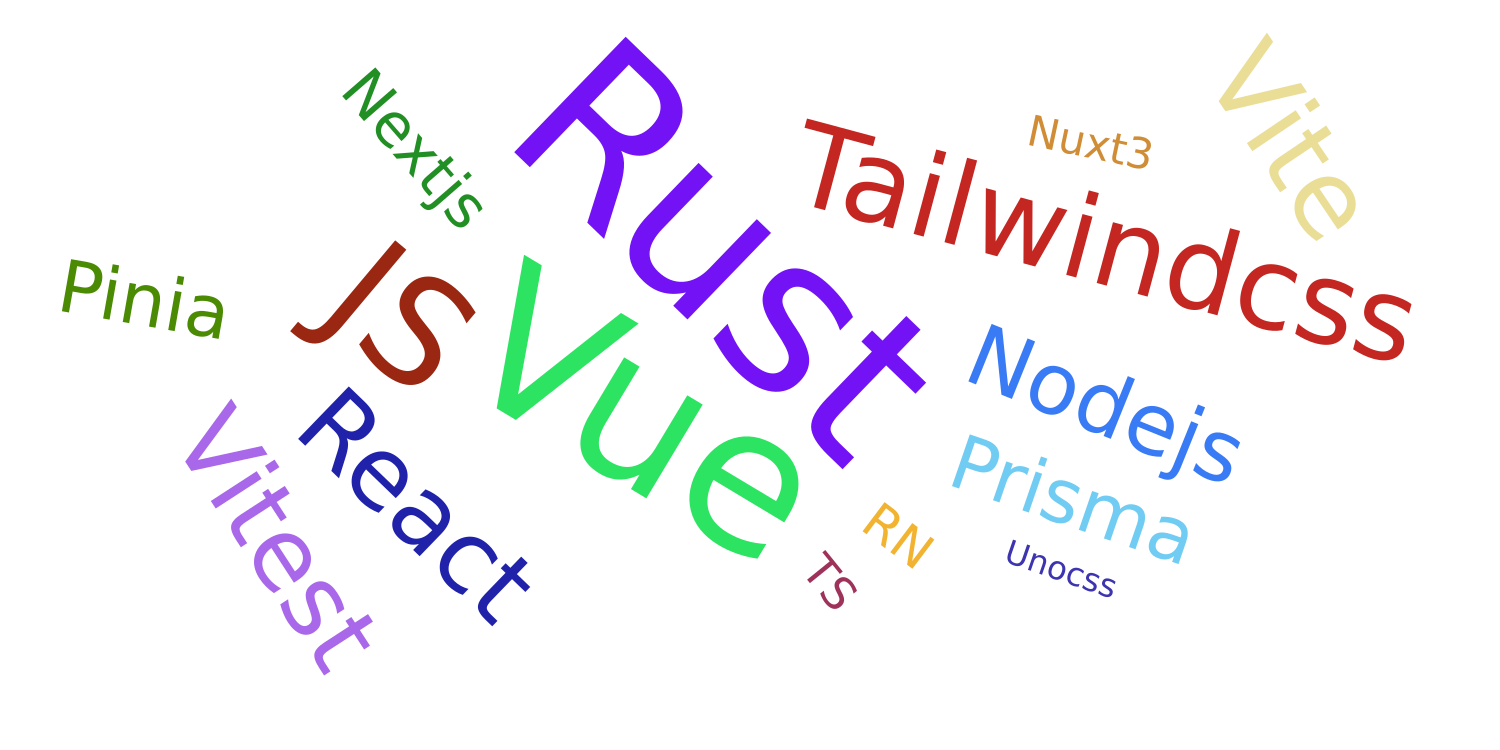 Vite
Nextjs
Rust
Nuxt3
Tailwindcss
Pinia
JS
Vue
Nodejs
Vitest
React
Prisma
RN
TS
Unocss